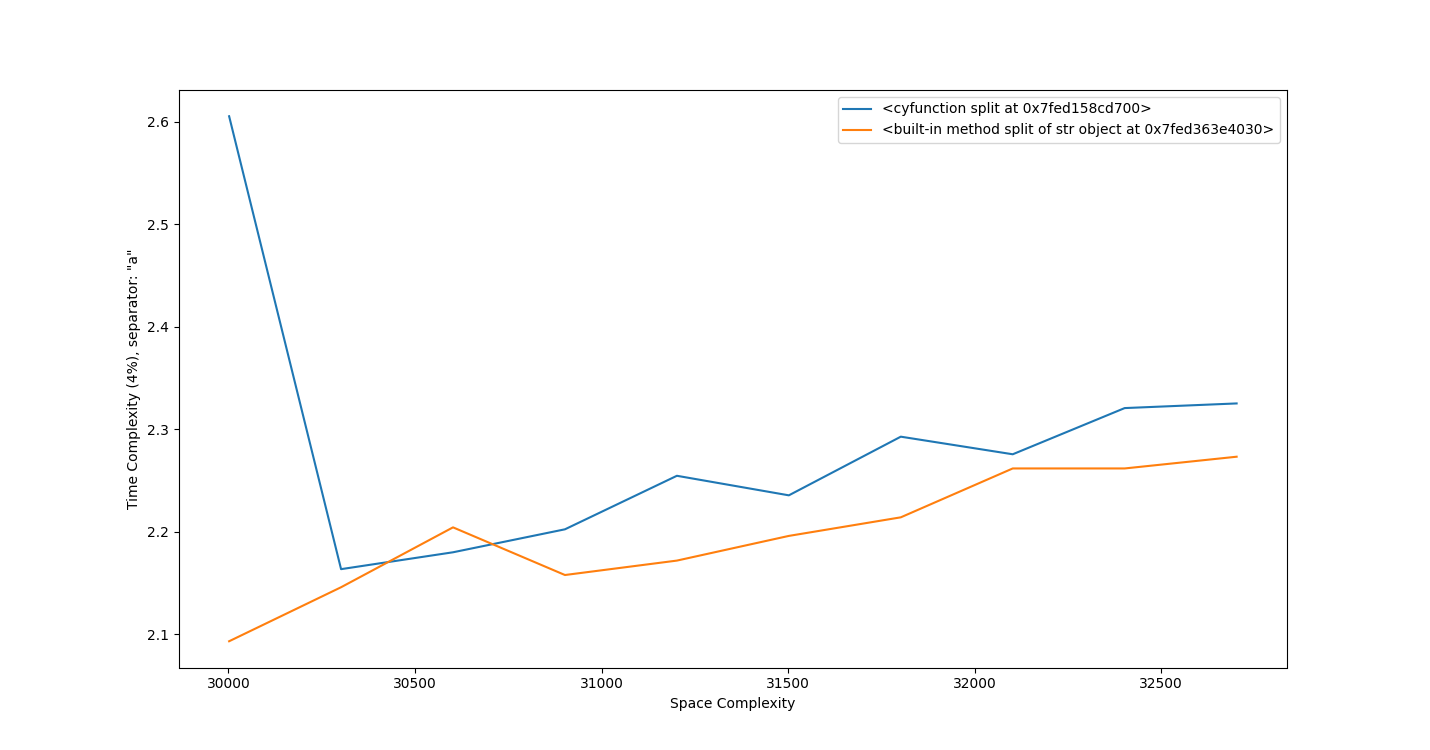 <cyfunction split at 0x7fed158cd700>
<built-in method split of str object at 0x7fed363e4030>
Time Complexity (4%), separator: "a"
2.6
2.5
2.4
2.3
2.2
2.1
30000 30500 31000 31500 32000 32500
Space Complexity